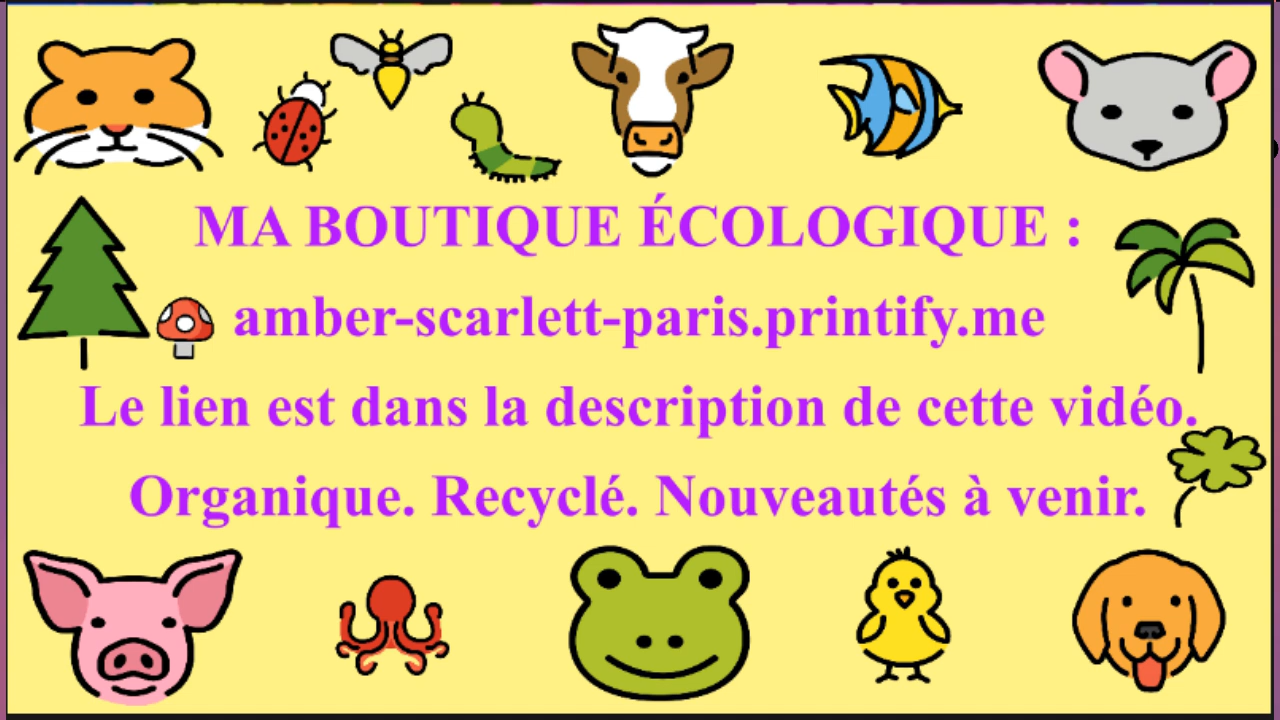 MA BOUTIQUE ÉCOLOGIQUE :
amber-scarlett-paris.printify.me
Le lien est dans la description de cette vidéo.
Organique. Recyclé. Nouveautés à venir.